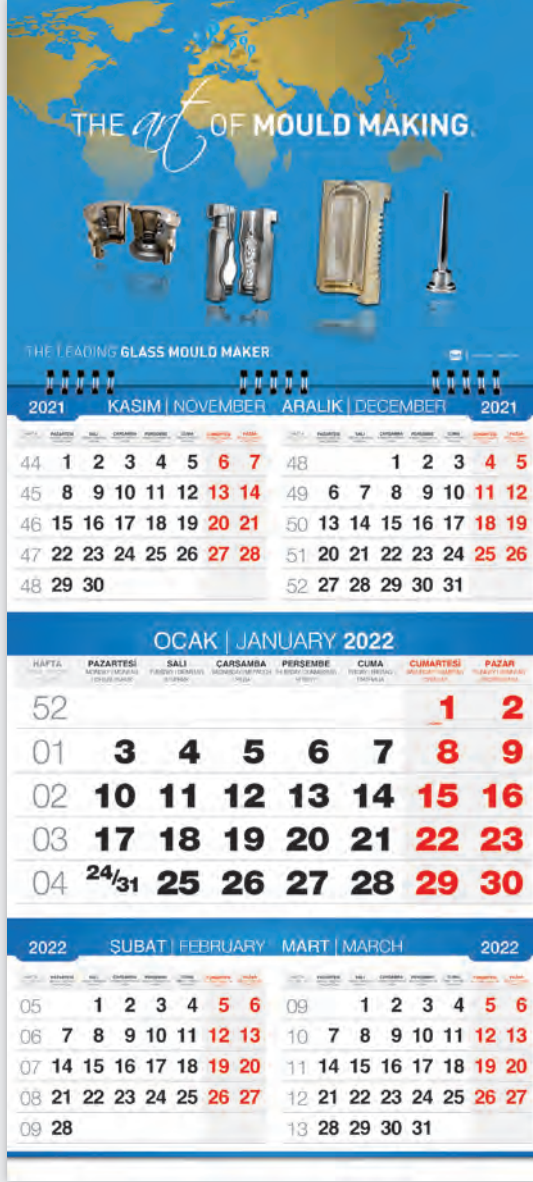 THE art OF MOULD MAKING
THE LEADING GLASS MOULD MAKER
2021 KASIM | NOVEMBER ARALIK | DECEMBER 2021
44 1 2 3 4 5 6 7 48 1 2 3 4 5
45 8 9 10 11 12 13 14 49 6 7 8 9 10 11 12
46 15 16 17 18 19 20 21 50 13 14 15 16 17 18 19
47 22 23 24 25 26 27 28 51 20 21 22 23 24 25 26
48 29 30 52 27 28 29 30 31
OCAK | JANUARY 2022
HAFTA PAZARTESİ SALI ÇARŞAMBA PERŞEMBE CUMA CUMARTESİ PAZAR
52 1 2
01 3 4 5 6 7 8 9
02 10 11 12 13 14 15 16
03 17 18 19 20 21 22 23
04 24/31 25 26 27 28 29 30
2022 ŞUBAT | FEBRUARY MART | MARCH 2022
05 1 2 3 4 5 6 09 1 2 3 4 5 6
06 7 8 9 10 11 12 13 10 7 8 9 10 11 12 13
07 14 15 16 17 18 19 20 11 14 15 16 17 18 19 20
08 21 22 23 24 25 26 27 12 21 22 23 24 25 26 27
09 28 13 28 29 30 31